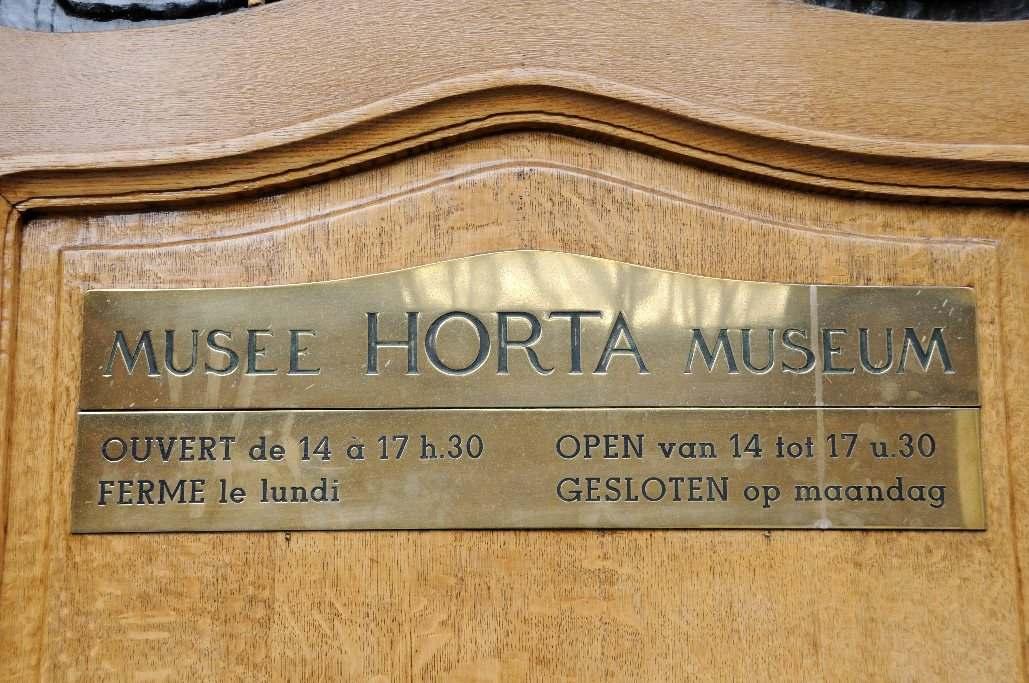 MUSEE HORTA MUSEUM
OUVERT de 14 à 17 h.30
FERME le lundi
OPEN van 14 tot 17 u.30
GESLOTEN op maandag